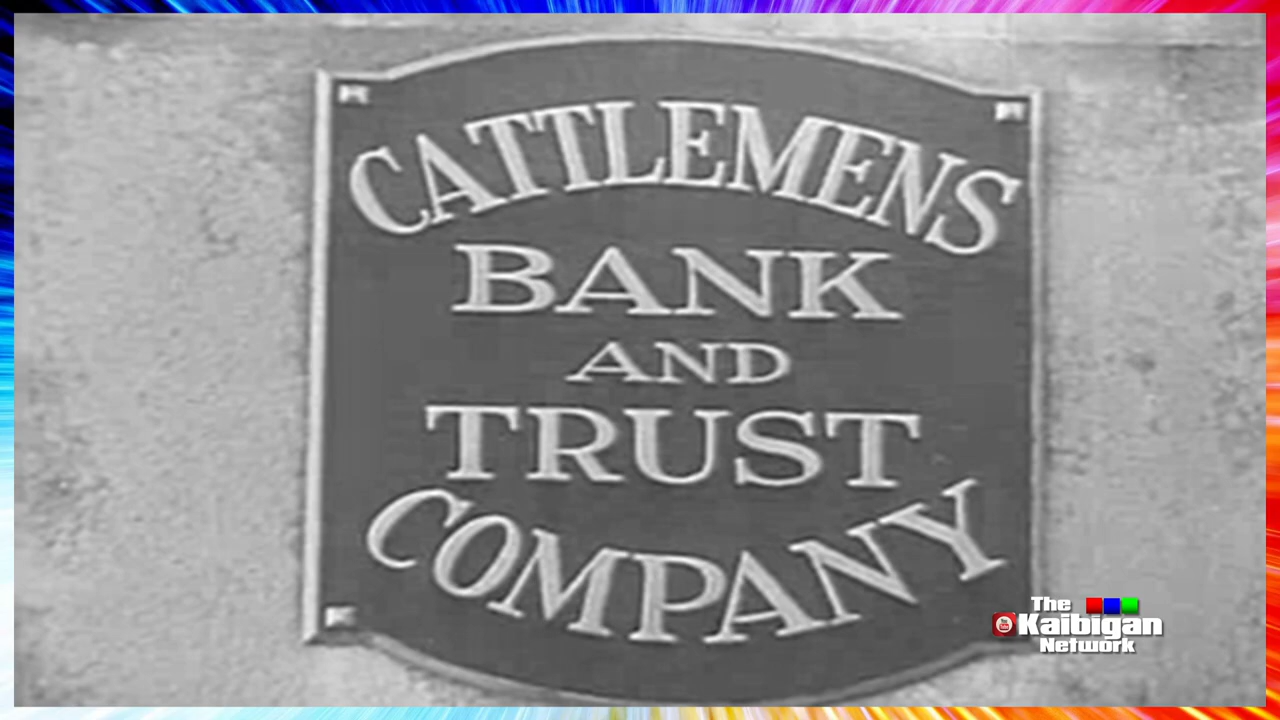 CATTLEMENS
BANK
AND
TRUST
COMPANY
The
Kaibigan
Network